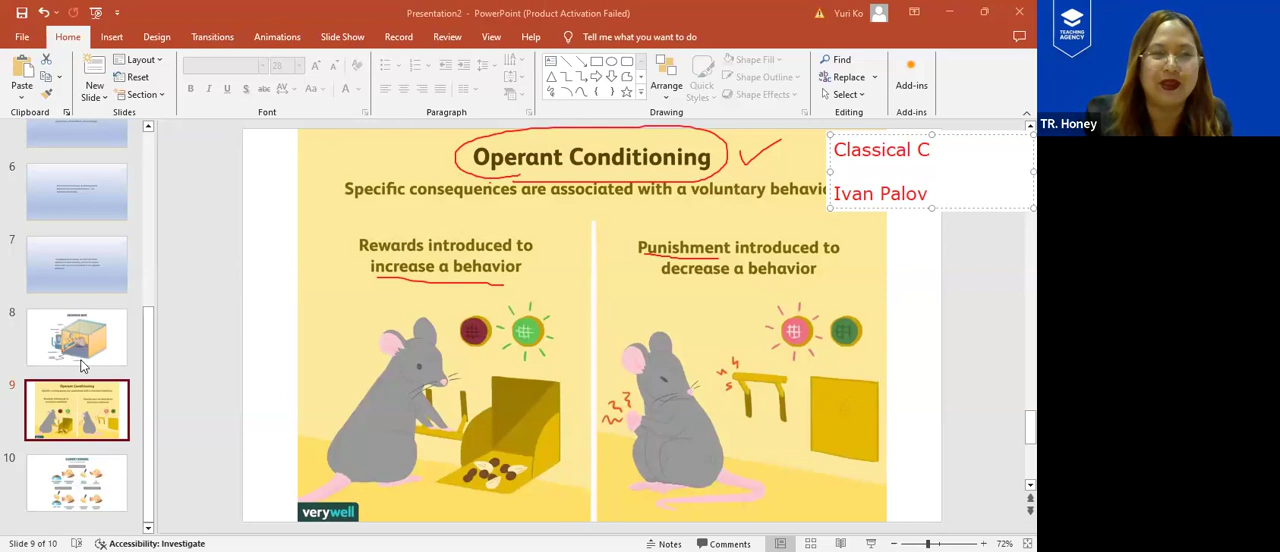 Presentation2 - PowerPoint (Product Activation Failed)
Yuri Ko
File Home Insert Design Transitions Animations Slide Show Record Review View Help Tell me what you want to do
Paste
Clipboard
New
Slide
Layout
Reset
Section
Slides
28
B I U S
Font
Paragraph
Arrange
Quick
Styles
Shape Fill
Shape Outline
Shape Effects
Drawing
Find
Replace
Select
Editing
Add-ins
Add-ins
TEACHING
AGENCY
TR. Honey
6
7
8
9
10
Operant Conditioning
Specific consequences are associated with a voluntary behavio
Rewards introduced to
increase a behavior
Punishment introduced to
decrease a behavior
verywell
Classical C
Ivan Palov
Slide 9 of 10
Accessibility: Investigate
Notes
Comments
72%